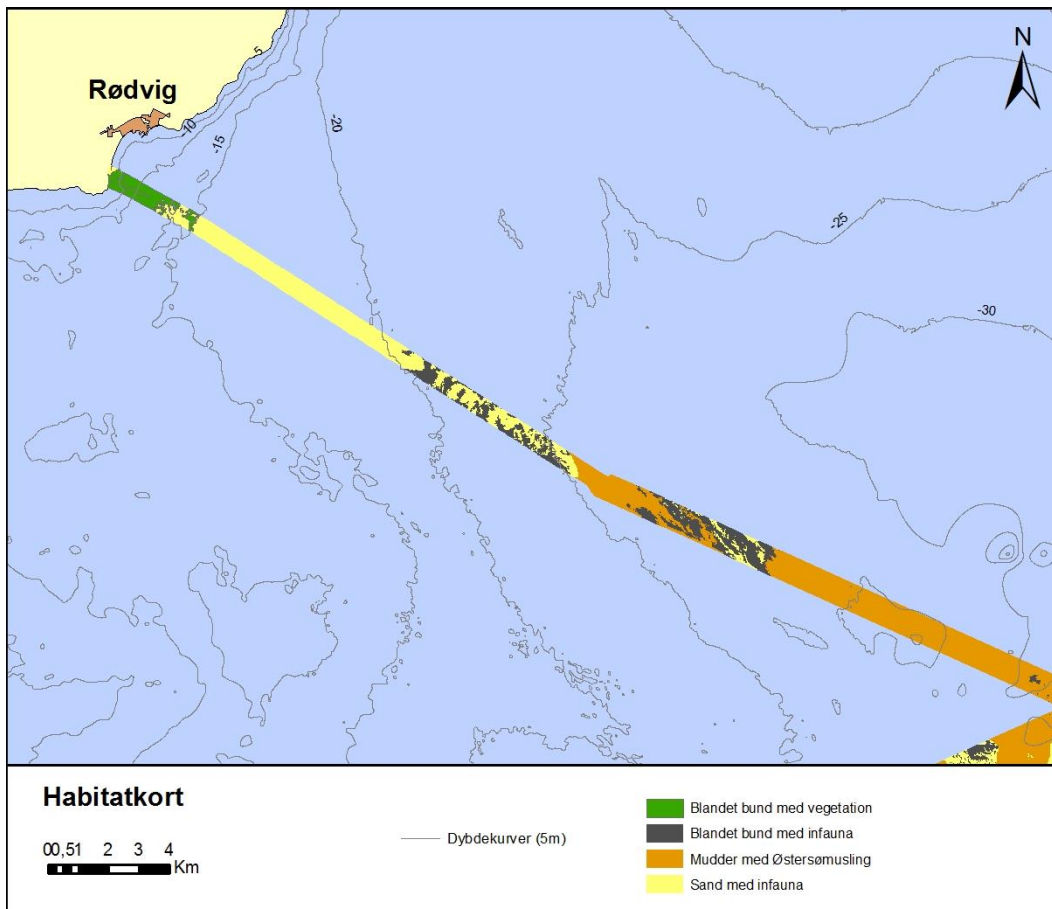 N
Rødvig
5
-10
-15
-20
-25
-30
Habitatkort
00,51 2 3 4
Km
Dybdekurver (5m)
Blandet bund med vegetation
Blandet bund med infauna
Mudder med Østersømusling
Sand med infauna